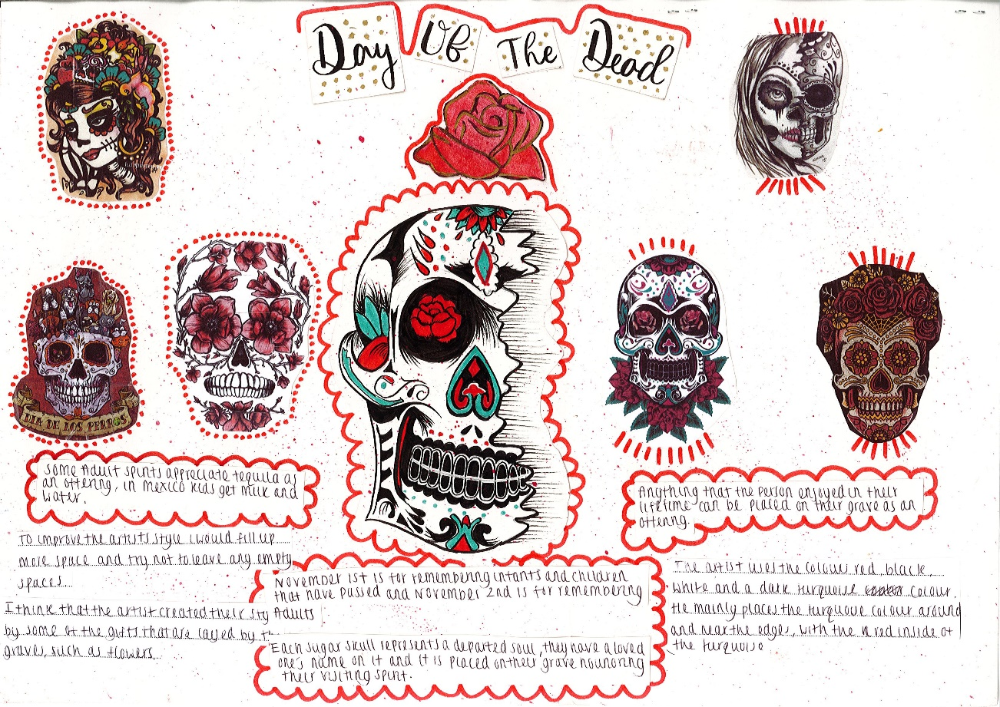 Day Of The Dead
DIA DE LOS PERROS
Some Adult spirits appreciate tequila as
an offering, in Mexico kids get milk and
water.
To improve the artists style i would fill up
more space and try not to leave any empty
spaces
I think that the artist created their sty
by some of the gifts that are layed by th
graves, such as flowers.
November 1st is for remembering infants and children
that have passed and November 2nd is for remembering
Adults
Each sugar skull represents a departed soul, they have a loved
one's name on it and it is placed on their grave hounoring
their visiting spirit.
Anything that the person enjoyed in their
lifetime can be placed on their grave as an
offering.
The artist uses the colours red, black,
white and a dark turquoise colour.
He mainly places the turquoise colour around
and near the edges, with the red inside of
the turquoise